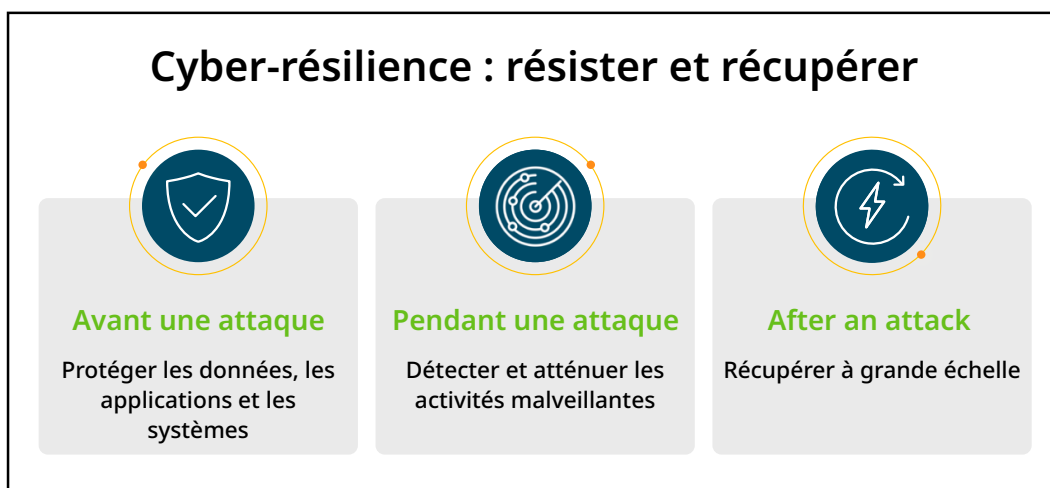 Cyber-résilience : résister et récupérer
Avant une attaque
Protéger les données, les
applications et les
systèmes
Pendant une attaque
Détecter et atténuer les
activités malveillantes
After an attack
Récupérer à grande échelle